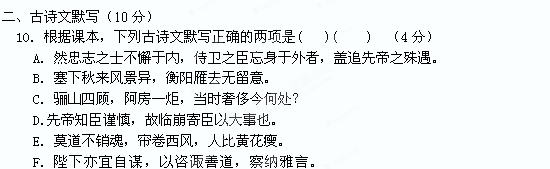 二、古诗文默写(10分)
10. 根据课本,下列古诗文默写正确的两项是(  )(  ) (4分)
A. 然忠志之士不懈于内,侍卫之臣忘身于外者,盖追先帝之殊遇。
B. 塞下秋来风景异,衡阳雁去无留意。
C. 骊山四顾,阿房一炬,当时奢侈今何处?
D.先帝知臣谨慎,故临崩寄臣以大事也。
E. 莫道不销魂,帘卷西风,人比黄花瘦。
F. 陛下亦宜自谋,以咨诹善道,察纳雅言。